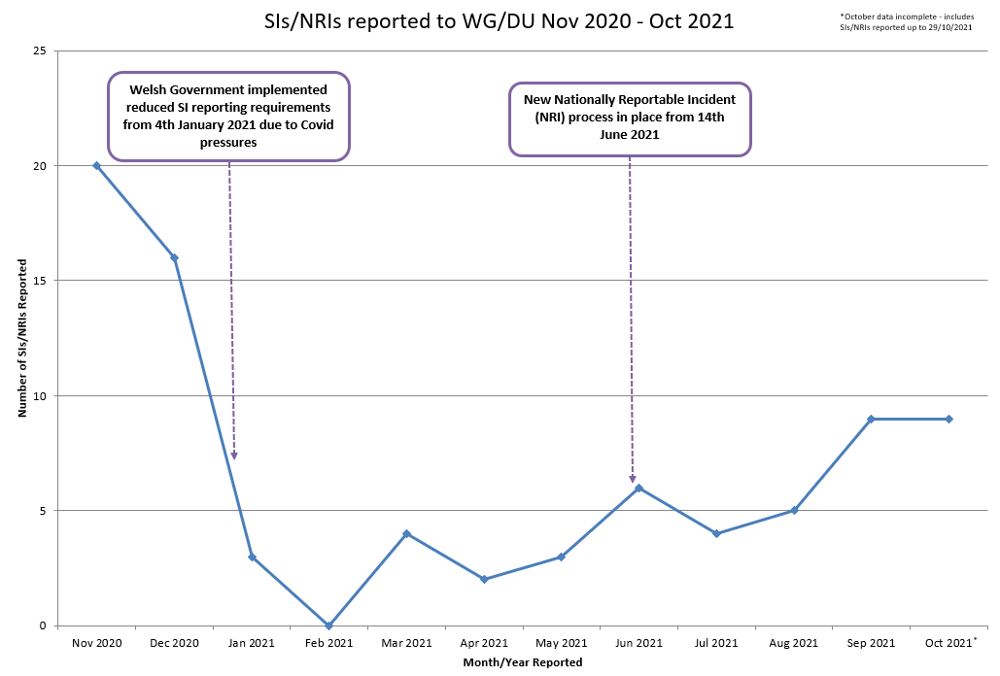 SIs/NRIs reported to WG/DU Nov 2020 - Oct 2021
*October data incomplete - includes
SIs/NRIs reported up to 29/10/2021
25
20
15
10
5
0
Number of SIs/NRIs Reported
Welsh Government implemented
reduced SI reporting requirements
from 4th January 2021 due to Covid
pressures
New Nationally Reportable Incident
(NRI) process in place from 14th
June 2021
Nov 2020 Dec 2020 Jan 2021 Feb 2021 Mar 2021 Apr 2021 May 2021 Jun 2021 Jul 2021 Aug 2021 Sep 2021 Oct 2021*
Month/Year Reported